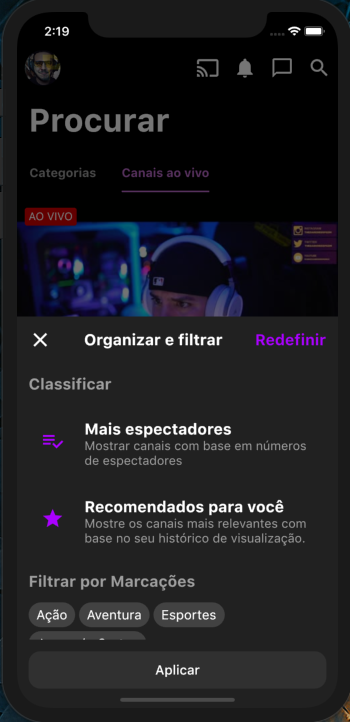 2:19
Procurar
Categorias
Canais ao vivo
AO VIVO
Organizar e filtrar
Redefinir
Classificar
Mais espectadores
Mostrar canais com base em números
de espectadores
Recomendados para você
Mostre os canais mais relevantes com
base no seu histórico de visualização.
Filtrar por Marcações
Ação
Aventura
Esportes
Aplicar